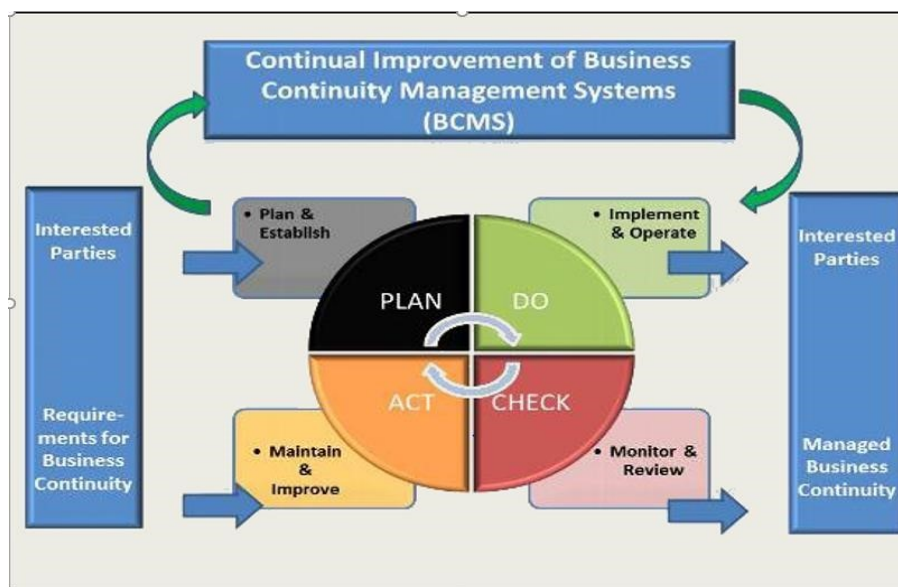 Continual Improvement of Business
Continuity Management Systems
(BCMS)
Interested
Parties
Require-
ments for
Business
Continuity
• Plan &
Establish
• Implement
& Operate
PLAN
DO
ACT
CHECK
• Maintain
&
Improve
• Monitor &
Review
Interested
Parties
Managed
Business
Continuity